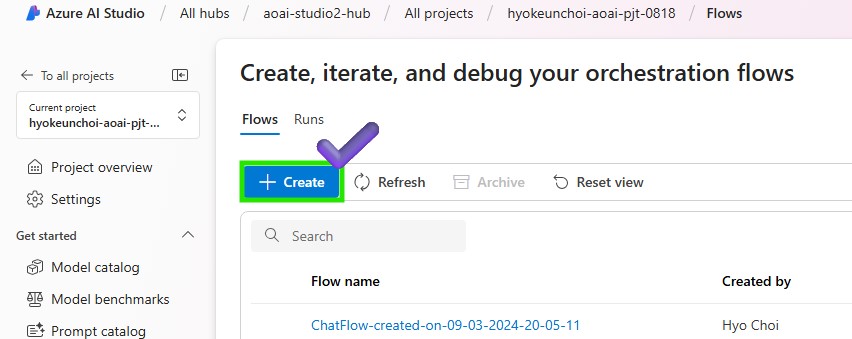 Azure AI Studio / All hubs / aoai-studio2-hub / All projects / hyokeunchoi-aoai-pjt-0818 / Flows
To all projects
Current project
hyokeunchoi-aoai-pjt-...
Project overview
Settings
Get started
Model catalog
Model benchmarks
Prompt catalog
Create, iterate, and debug your orchestration flows
Flows Runs
+ Create Refresh Archive Reset view
Search
Flow name Created by
ChatFlow-created-on-09-03-2024-20-05-11 Hyo Choi